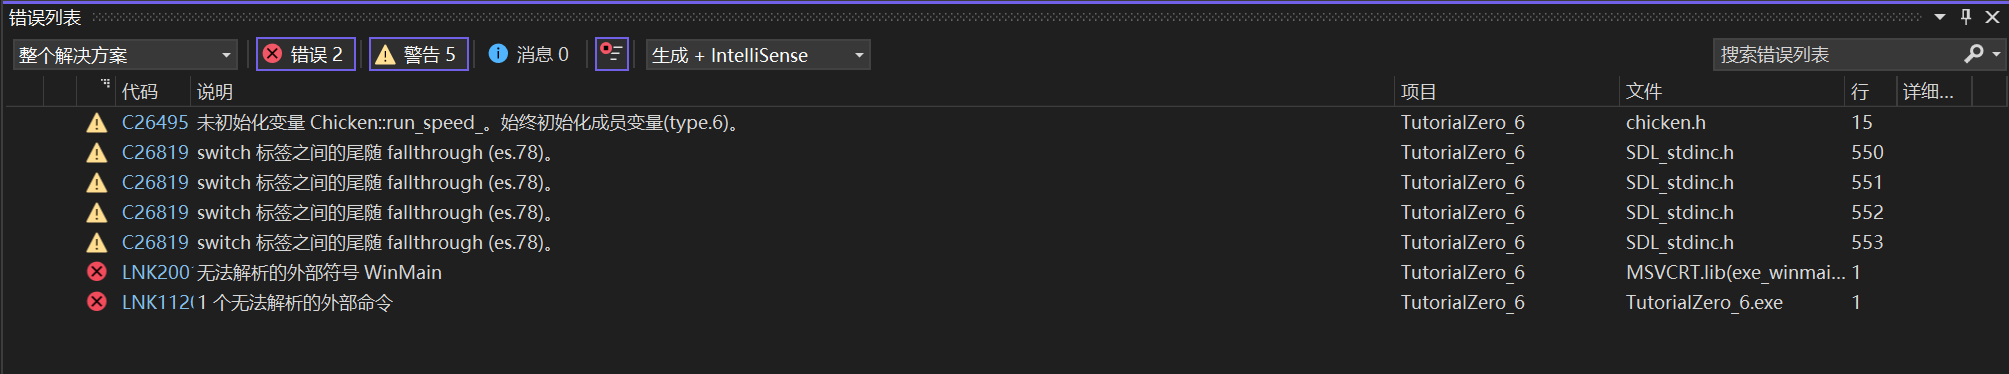 错误列表
整个解决方案 错误 2 警告 5 消息 0 生成 + IntelliSense 搜索错误列表
代码 说明 项目 文件 行 详细...
C26495 未初始化变量 Chicken::run_speed_。始终初始化成员变量(type.6)。 TutorialZero_6 chicken.h 15
C26819 switch 标签之间的尾随 fallthrough (es.78)。 TutorialZero_6 SDL_stdinc.h 550
C26819 switch 标签之间的尾随 fallthrough (es.78)。 TutorialZero_6 SDL_stdinc.h 551
C26819 switch 标签之间的尾随 fallthrough (es.78)。 TutorialZero_6 SDL_stdinc.h 552
C26819 switch 标签之间的尾随 fallthrough (es.78)。 TutorialZero_6 SDL_stdinc.h 553
LNK200 无法解析的外部符号 WinMain TutorialZero_6 MSVCRT.lib(exe_winmai... 1
LNK112 1 个无法解析的外部命令 TutorialZero_6 TutorialZero_6.exe 1